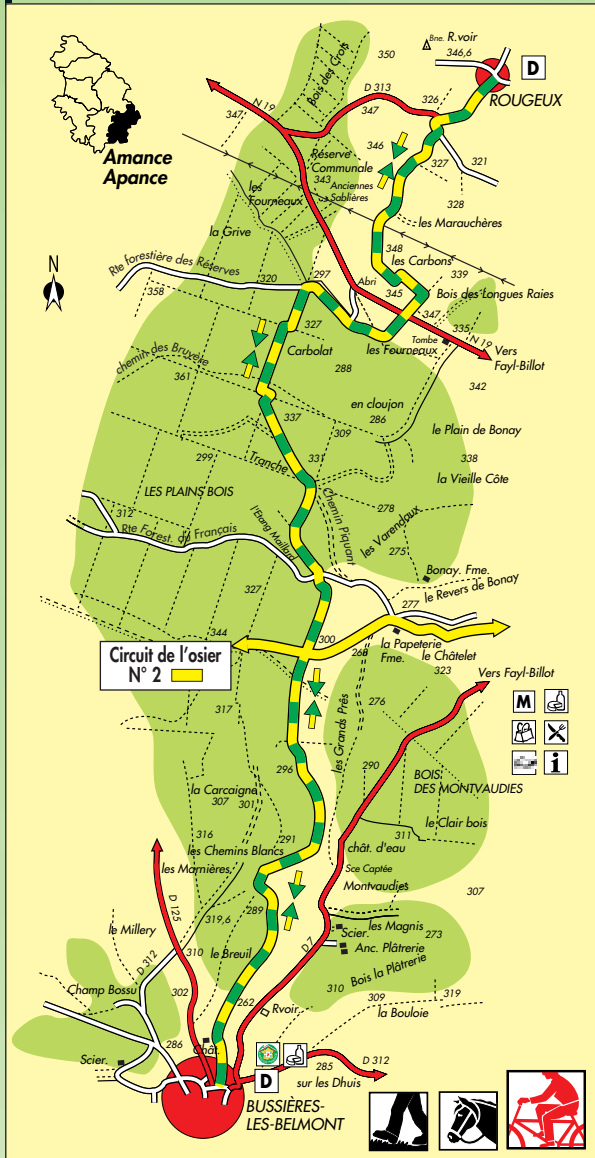 Bne. R.voir
346,6
D
ROUGEUX
350
Bois des Crois
D 313
326
N 19
347
347
346
327
321
Amance
Apance
Réserve
Communale
343
Anciennes
Sablières
328
les
Fourneaux
les Marauchères
la Grive
348
les Carbons
339
N
Rte forestière des Réserves
320
297
Abri
345
Bois des Longues Raies
358
347
335
327
Tombe
N 19
Vers
Fayl-Billot
Carbolat
les Fourneaux
chemin des Bruyère
288
361
342
en cloujon
286
337
309
le Plain de Bonay
299
Tranche
331
338
la Vieille Côte
LES PLAINS BOIS
Chemin Piquant
278
312
l'Etang Maillard
les Varendaux
Rte Forest. du Français
275
Bonay. Fme.
327
le Revers de Bonay
277
344
300
la Papeterie
Fme.
268
le Châtelet
323
Circuit de l'osier
N° 2
Vers Fayl-Billot
M
i
317
les Grands Prês
276
296
290
BOIS
DES MONTVAUDIES
la Carcaigne
307
301
le Clair bois
316
291
311
les Chemins Blancs
chât. d'eau
les Marnières
Sce Captée
Montvaudies
307
D 125
289
319,6
les Magnis
le Millery
Scier.
273
Anc. Plâtrerie
D 312
310
le Breuil
D7
Bois la Plâtrerie
Champ Bossu
302
310
309
319
262
Rvoir
la Bouloie
286
Chât.
Scier.
D
285
D 312
sur les Dhuis
BUSSIÈRES-
LES-BELMONT